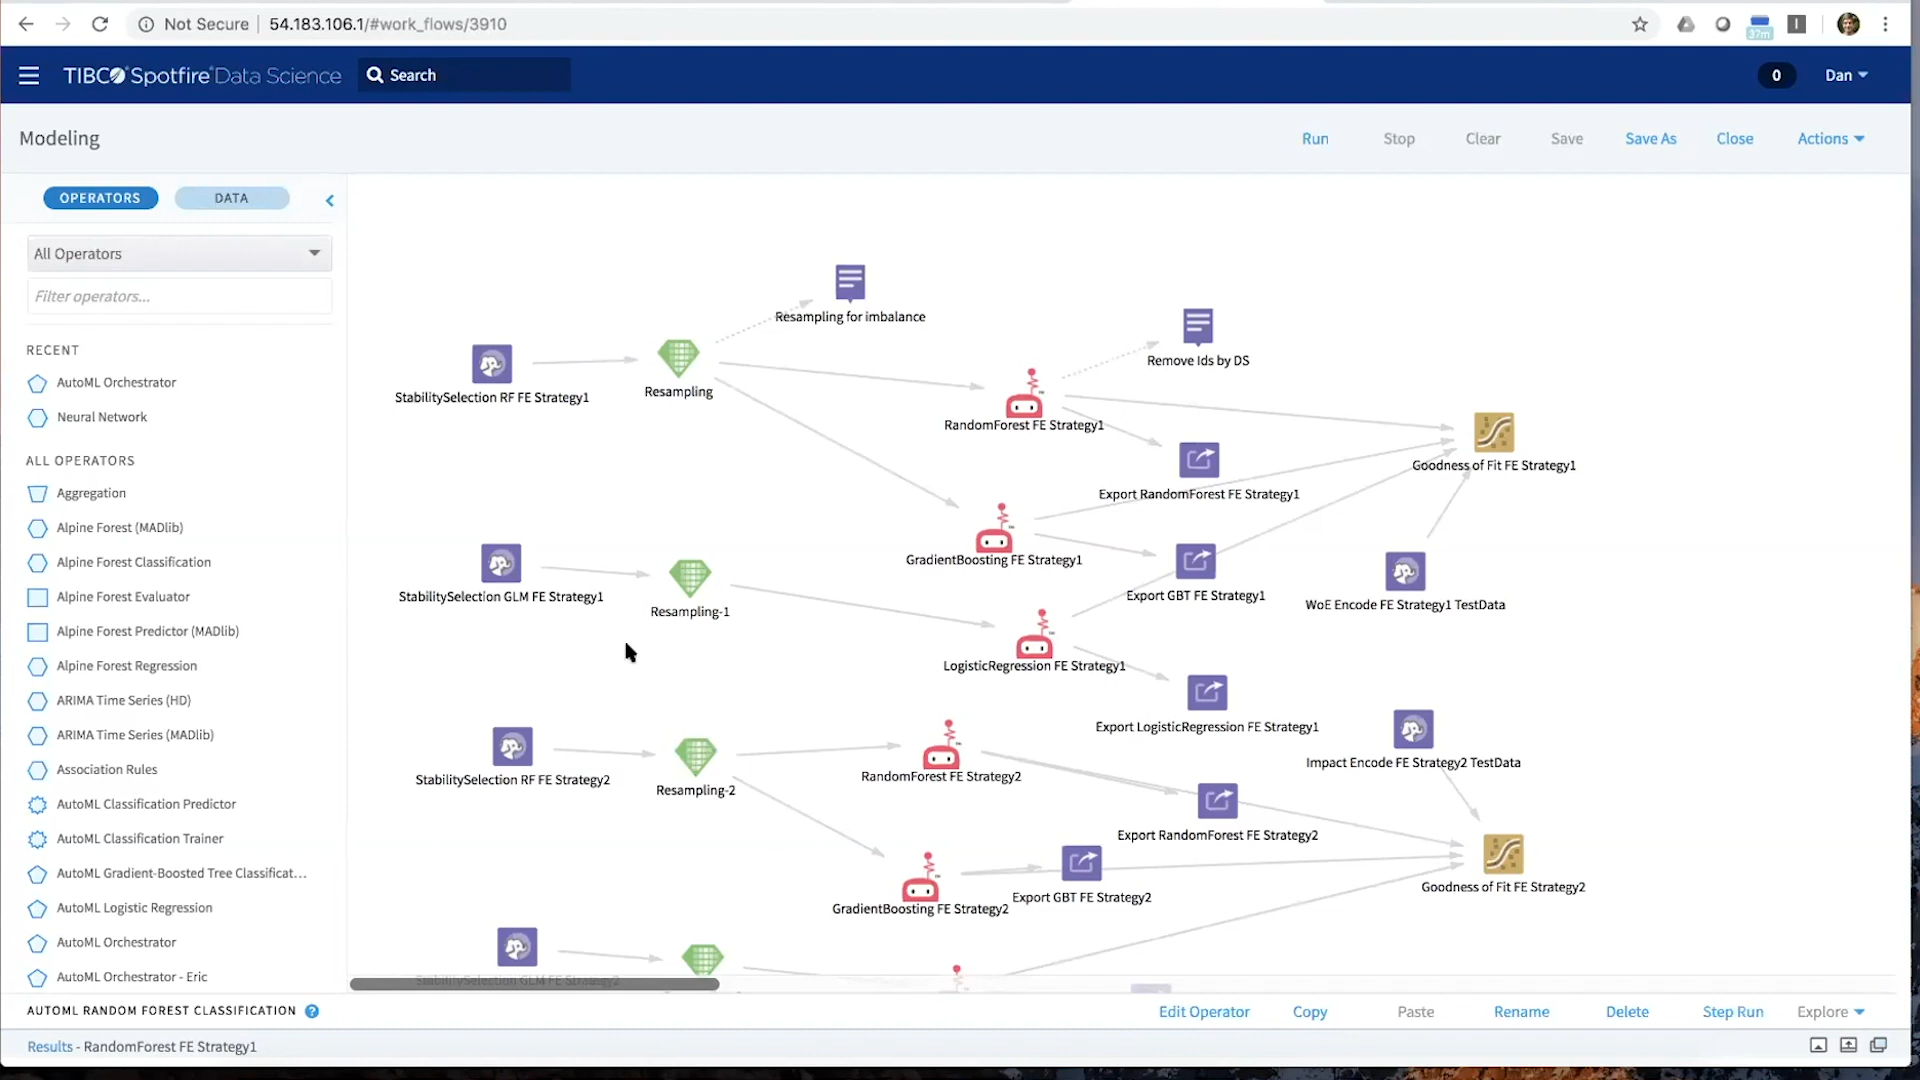 Not Secure 54.183.106.1/#work_flows/3910
37m
TIBCO Spotfire Data Science Search 0 Dan
Modeling Run Stop Clear Save Save As Close Actions
OPERATORS DATA
All Operators
Filter operators...
RECENT
AutoML Orchestrator
Neural Network
ALL OPERATORS
Aggregation
Alpine Forest (MADlib)
Alpine Forest Classification
Alpine Forest Evaluator
Alpine Forest Predictor (MADlib)
Alpine Forest Regression
ARIMA Time Series (HD)
ARIMA Time Series (MADlib)
Association Rules
AutoML Classification Predictor
AutoML Classification Trainer
AutoML Gradient-Boosted Tree Classificat...
AutoML Logistic Regression
AutoML Orchestrator
AutoML Orchestrator - Eric
Resampling for imbalance
Remove Ids by DS
StabilitySelection RF FE Strategy1
Resampling
RandomForest FE Strategy1
Goodness of Fit FE Strategy1
Export RandomForest FE Strategy1
GradientBoosting FE Strategy1
StabilitySelection GLM FE Strategy1
Resampling-1
Export GBT FE Strategy1
WoE Encode FE Strategy1 TestData
LogisticRegression FE Strategy1
Export LogisticRegression FE Strategy1
Impact Encode FE Strategy2 TestData
StabilitySelection RF FE Strategy2
Resampling-2
RandomForest FE Strategy2
Export RandomForest FE Strategy2
Goodness of Fit FE Strategy2
GradientBoosting FE Strategy2
Export GBT FE Strategy2
StabilitySelection GLM FE Strategy2
AUTOML RANDOM FOREST CLASSIFICATION ? Edit Operator Copy Paste Rename Delete Step Run Explore
Results - RandomForest FE Strategy1